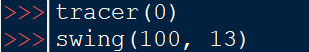 >>> tracer(0)
>>> swing(100, 13)